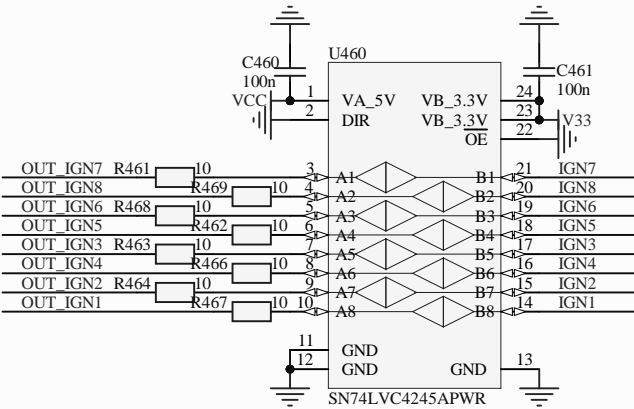 U460
C460
100n
C461
100n
VCC 1 VA_5V VB_3.3V 24
2 DIR VB_3.3V 23 V33
OE 22
OUT_IGN7 R461 10 3 A1 B1 21 IGN7
OUT_IGN8 R469 10 4 A2 B2 20 IGN8
OUT_IGN6 R468 10 5 A3 B3 19 IGN6
OUT_IGN5 R462 10 6 A4 B4 18 IGN5
OUT_IGN3 R463 10 7 A5 B5 17 IGN3
OUT_IGN4 R466 10 8 A6 B6 16 IGN4
OUT_IGN2 R464 10 9 A7 B7 15 IGN2
OUT_IGN1 R467 10 10 A8 B8 14 IGN1
11 GND
12 GND GND 13
SN74LVC4245APWR